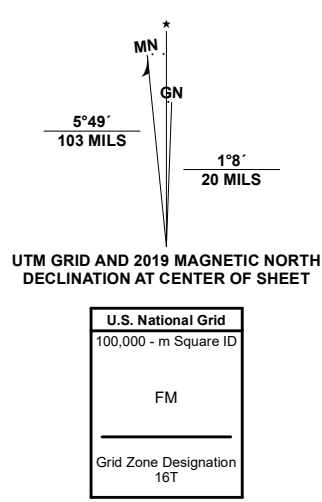 ★
MN
GN
5°49´
103 MILS
1°8´
20 MILS
UTM GRID AND 2019 MAGNETIC NORTH
DECLINATION AT CENTER OF SHEET
U.S. National Grid
100,000 - m Square ID
FM
Grid Zone Designation
16T